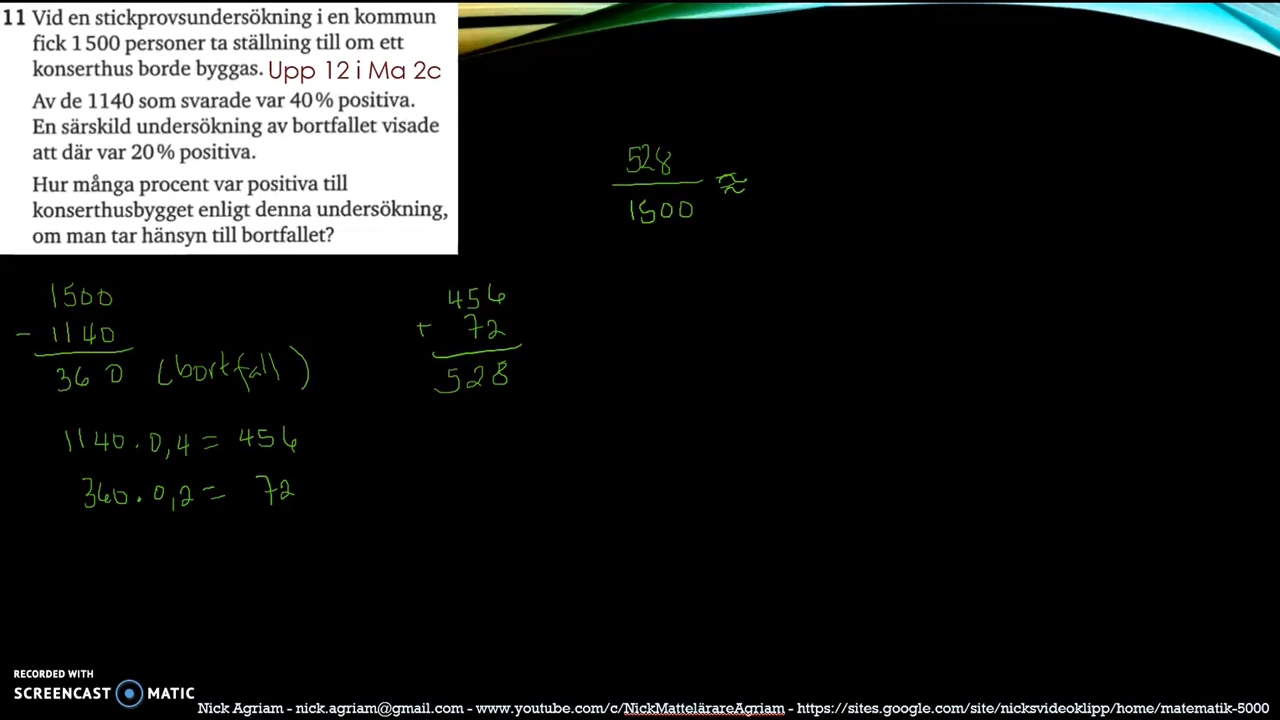 11 Vid en stickprovsundersökning i en kommun
fick 1 500 personer ta ställning till om ett
konserthus borde byggas. Upp 12 i Ma 2c
Av de 1140 som svarade var 40 % positiva.
En särskild undersökning av bortfallet visade
att där var 20 % positiva.
Hur många procent var positiva till
konserthusbygget enligt denna undersökning,
om man tar hänsyn till bortfallet?
528
1500 ≈
1500
- 1140
360 (bortfall)
1140 · 0,4 = 456
360 · 0,2 = 72
456
+ 72
528
RECORDED WITH
SCREENCAST MATIC
Nick Agriam - nick.agriam@gmail.com - www.youtube.com/c/NickMattelärareAgriam - https://sites.google.com/site/nicksvideoklipp/home/matematik-5000